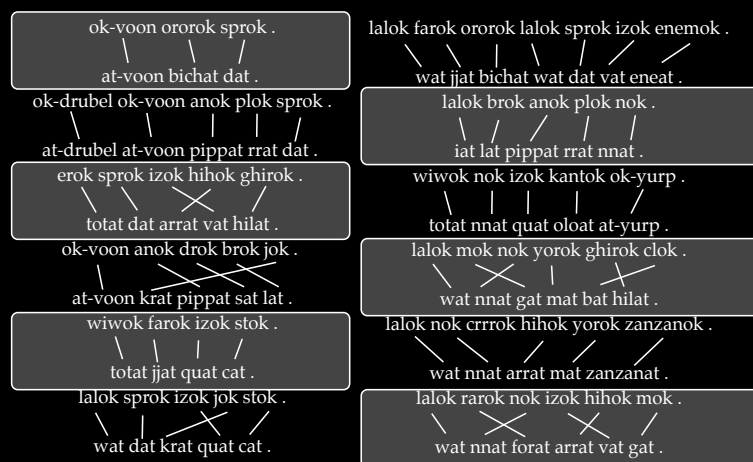 ok-voon ororok sprok .
at-voon bichat dat .
ok-drubel ok-voon anok plok sprok .
at-drubel at-voon pippat rrat dat .
erok sprok izok hihok ghirok .
totat dat arrat vat hilat .
ok-voon anok drok brok jok .
at-voon krat pippat sat lat .
wiwok farok izok stok .
totat jjat quat cat .
lalok sprok izok jok stok .
wat dat krat quat cat .
lalok farok ororok lalok sprok izok enemok .
wat jjat bichat wat dat vat eneat .
lalok brok anok plok nok .
iat lat pippat rrat nnat .
wiwok nok izok kantok ok-yurp .
totat nnat quat oloat at-yurp .
lalok mok nok yorok ghirok clok .
wat nnat gat mat bat hilat .
lalok nok crrrok hihok yorok zanzanok .
wat nnat arrat mat zanzanat .
lalok rarok nok izok hihok mok .
wat nnat forat arrat vat gat .